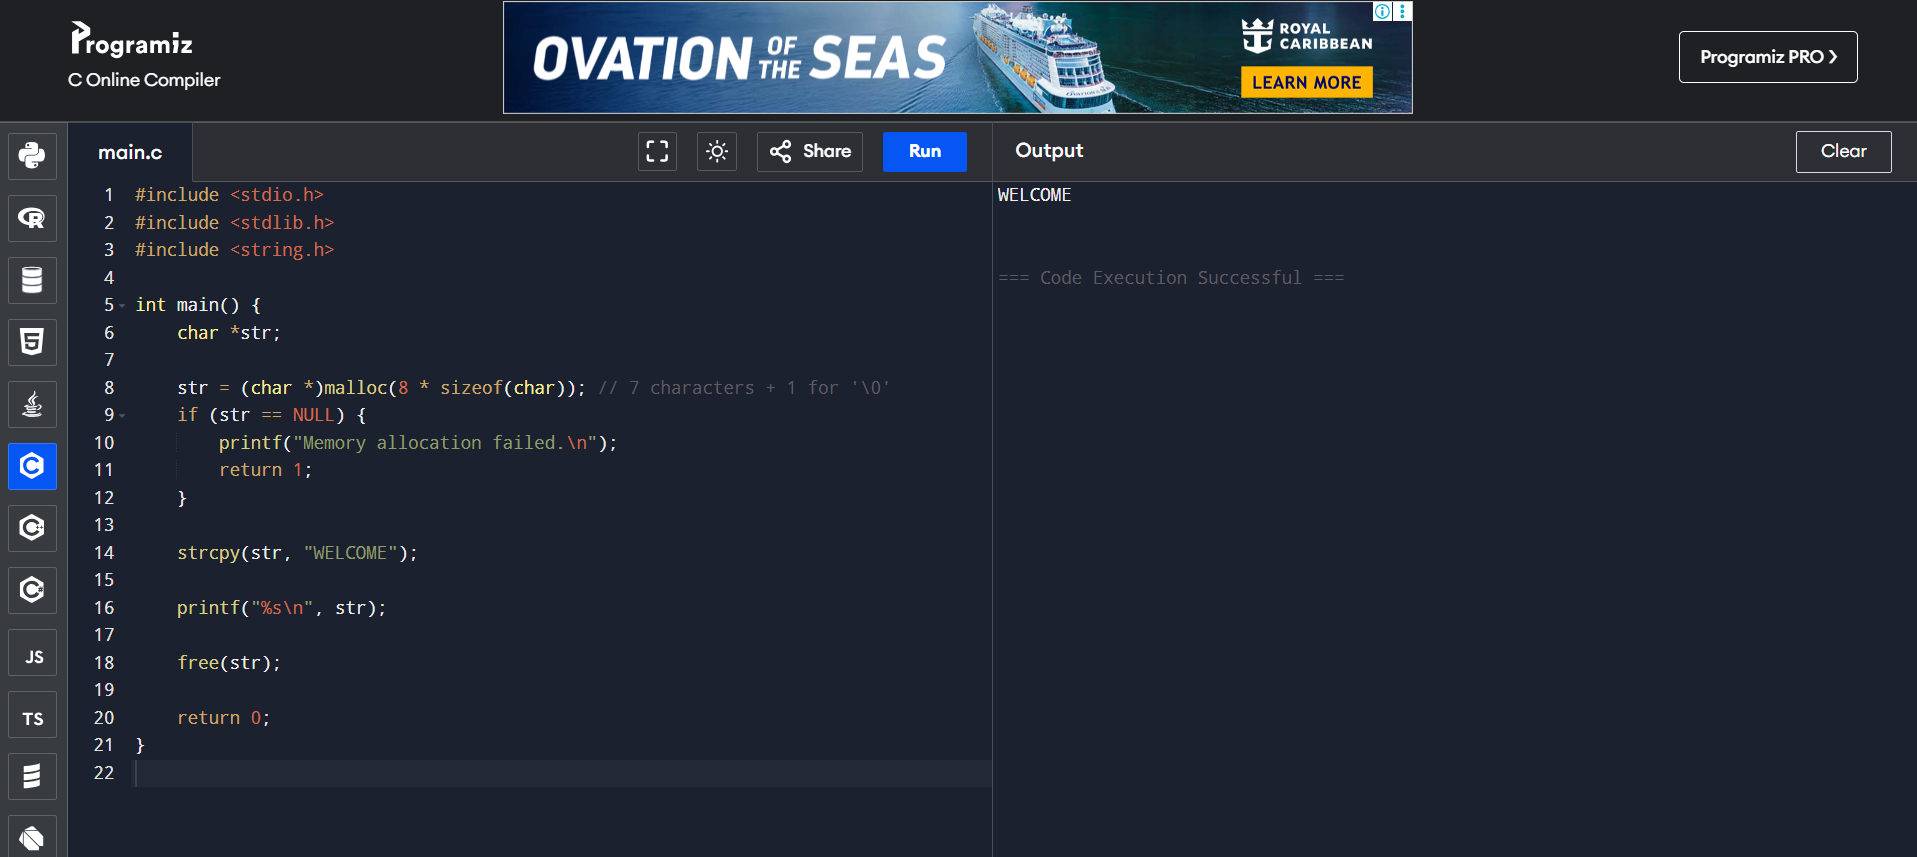 Programiz
C Online Compiler
OVATION OF THE SEAS
ROYAL CARIBBEAN
LEARN MORE
Programiz PRO ❯
main.c
Share
Run
Output
Clear
1 #include <stdio.h>
2 #include <stdlib.h>
3 #include <string.h>
4
5 int main() {
6     char *str;
7
8     str = (char *)malloc(8 * sizeof(char)); // 7 characters + 1 for '\0'
9     if (str == NULL) {
10         printf("Memory allocation failed.\n");
11         return 1;
12     }
13
14     strcpy(str, "WELCOME");
15
16     printf("%s\n", str);
17
18     free(str);
19
20     return 0;
21 }
22
WELCOME
=== Code Execution Successful ===
R
5
C
C
C
JS
TS